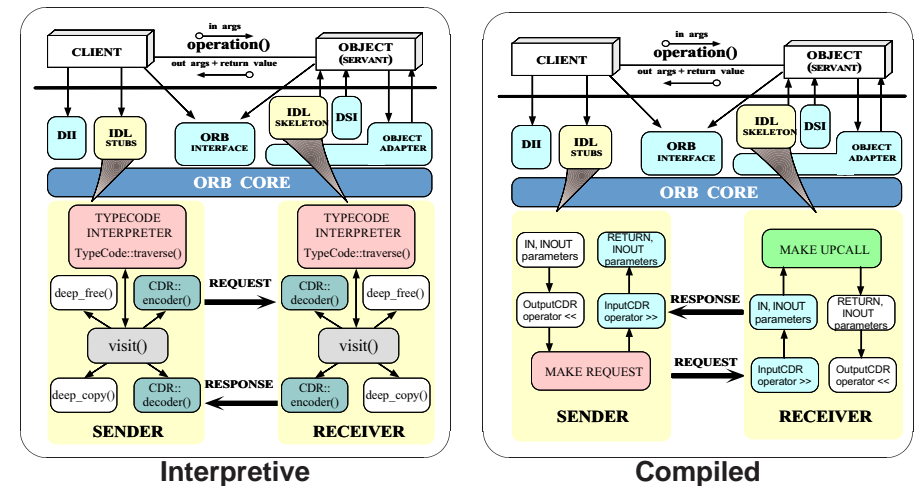 in args
operation()
out args + return value
CLIENT
OBJECT
(SERVANT)
DII
IDL
STUBS
ORB
INTERFACE
IDL
SKELETON
DSI
OBJECT
ADAPTER
ORB CORE
TYPECODE
INTERPRETER
TypeCode::traverse()
TYPECODE
INTERPRETER
TypeCode::traverse()
deep_free()
CDR::
encoder()
REQUEST
CDR::
decoder()
deep_free()
visit()
visit()
deep_copy()
CDR::
decoder()
RESPONSE
CDR::
encoder()
deep_copy()
SENDER
RECEIVER
Interpretive
in args
operation()
out args + return value
CLIENT
OBJECT
(SERVANT)
DII
IDL
STUBS
ORB
INTERFACE
IDL
SKELETON
DSI
OBJECT
ADAPTER
ORB CORE
IN, INOUT
parameters
RETURN,
INOUT
parameters
MAKE UPCALL
OutputCDR
operator <<
InputCDR
operator >>
RESPONSE
IN, INOUT
parameters
RETURN,
INOUT
parameters
MAKE REQUEST
REQUEST
InputCDR
operator >>
OutputCDR
operator <<
SENDER
RECEIVER
Compiled